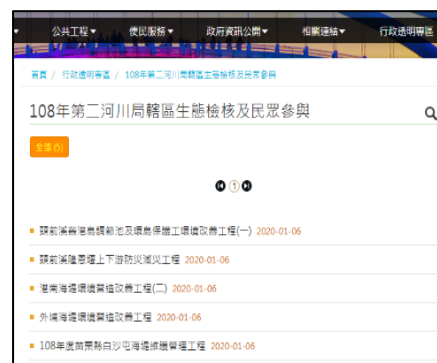 公共工程▾ 便民服務▾ 政府資訊公開▾ 相關連結▾ 行政透明專區
首頁 / 行政透明專區 / 108年第二河川局轄區生態檢核及民眾參與
108年第二河川局轄區生態檢核及民眾參與
全部 (5)
1
頭前溪舊港島調節池及環島保護工環境改善工程(一) 2020-01-06
頭前溪隆恩堰上下游防災減災工程 2020-01-06
港南海堤環境營造改善工程(二) 2020-01-06
外埔海堤環境營造改善工程 2020-01-06
108年度苗栗縣白沙屯海堤維護管理工程 2020-01-06